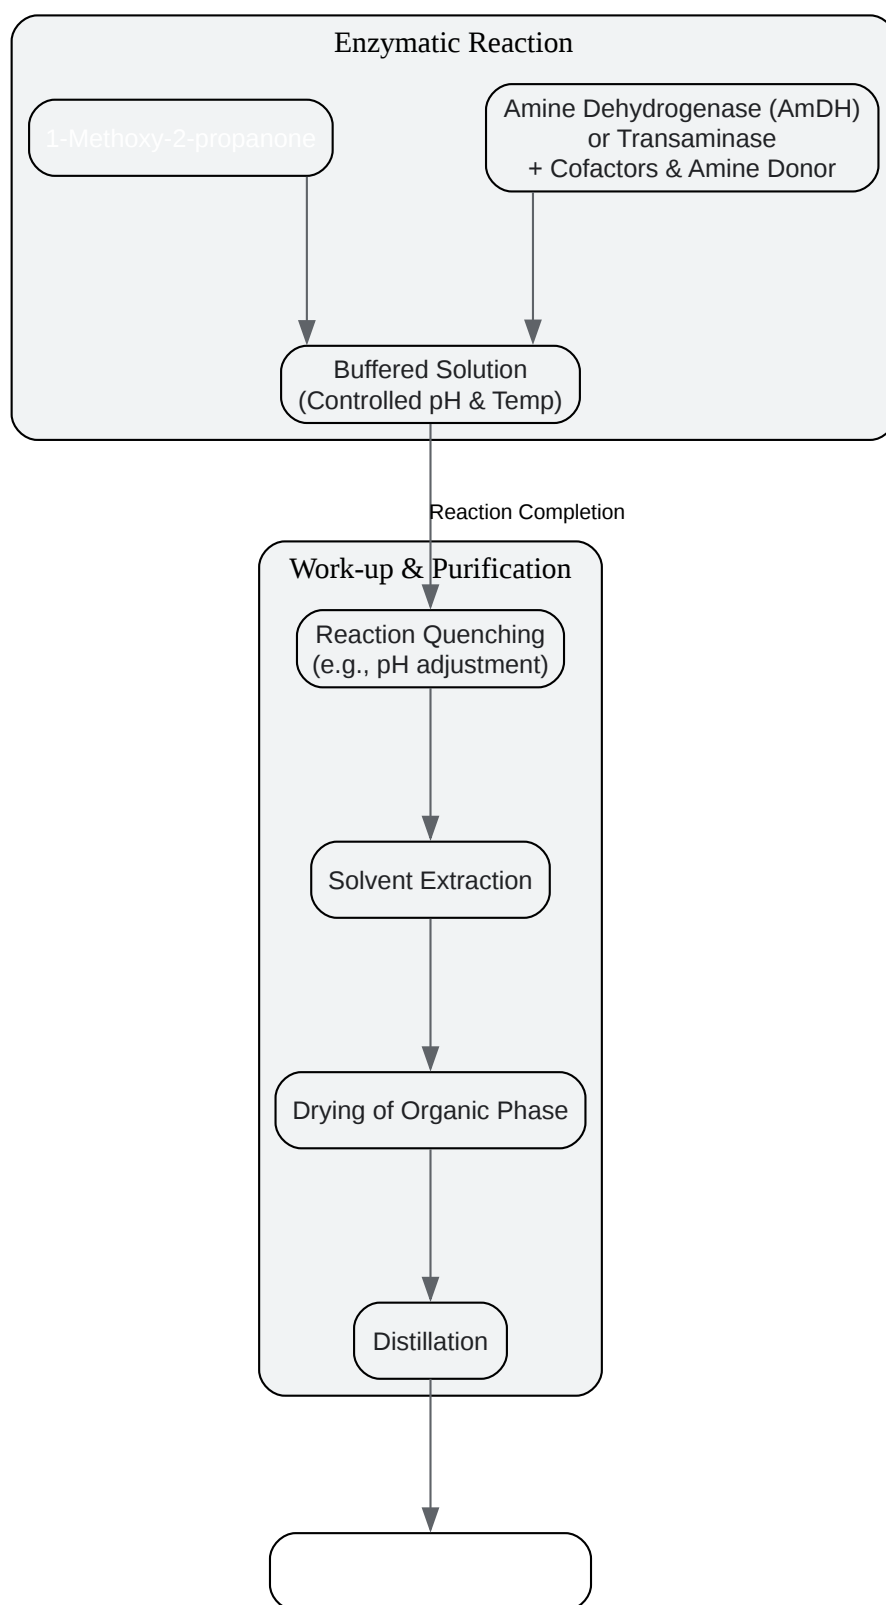 Enzymatic Reaction
1-Methoxy-2-propanone
Amine Dehydrogenase (AmDH)
or Transaminase
+ Cofactors & Amine Donor
Buffered Solution
(Controlled pH & Temp)
Reaction Completion
Work-up & Purification
Reaction Quenching
(e.g., pH adjustment)
Solvent Extraction
Drying of Organic Phase
Distillation